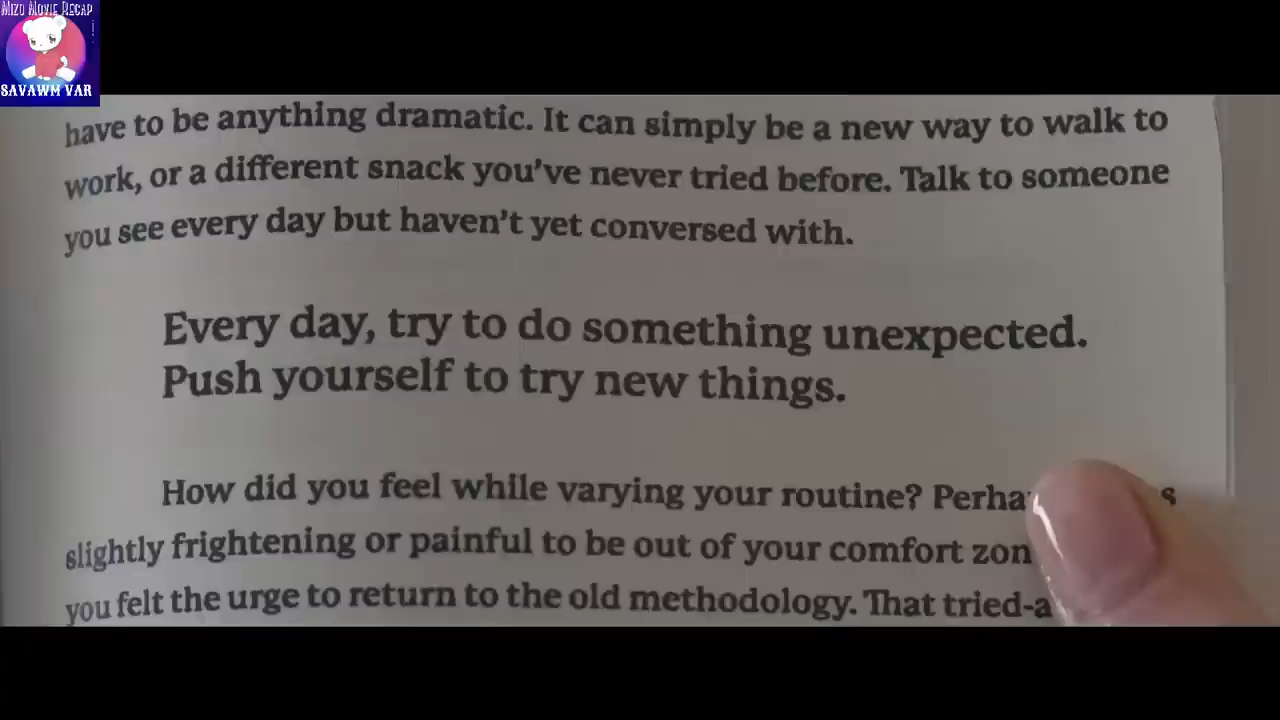 Mizo Movie Recap
SAVAWM VAR
have to be anything dramatic. It can simply be a new way to walk to
work, or a different snack you've never tried before. Talk to someone
you see every day but haven't yet conversed with.
Every day, try to do something unexpected.
Push yourself to try new things.
How did you feel while varying your routine?
slightly frightening or painful to be out of your comfort
you felt the urge to return to the old methodology. That